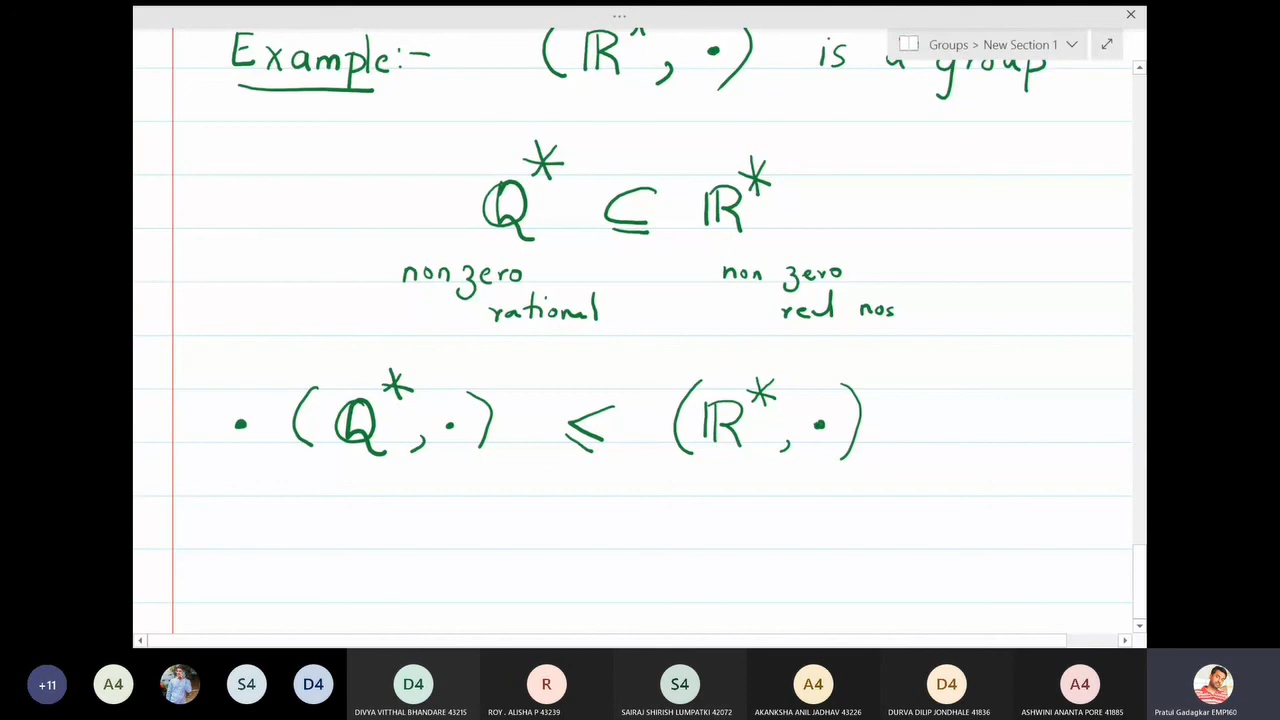 Example:- (ℝ*, ·) is a group
Groups > New Section 1
ℚ* ⊆ ℝ*
non zero non zero
rational real nos
· (ℚ*, ·) ≤ (ℝ*, ·)
+11 A4 S4 D4 D4 R S4 A4 D4 A4
DIVYA VITTHAL BHANDARE 43215 ROY . ALISHA P 43239 SAIRAJ SHIRISH LUMPATKI 42072 AKANKSHA ANIL JADHAV 43226 DURVA DILIP JONDHALE 41836 ASHWINI ANANTA PORE 41885 Pratul Gadagkar EMP160